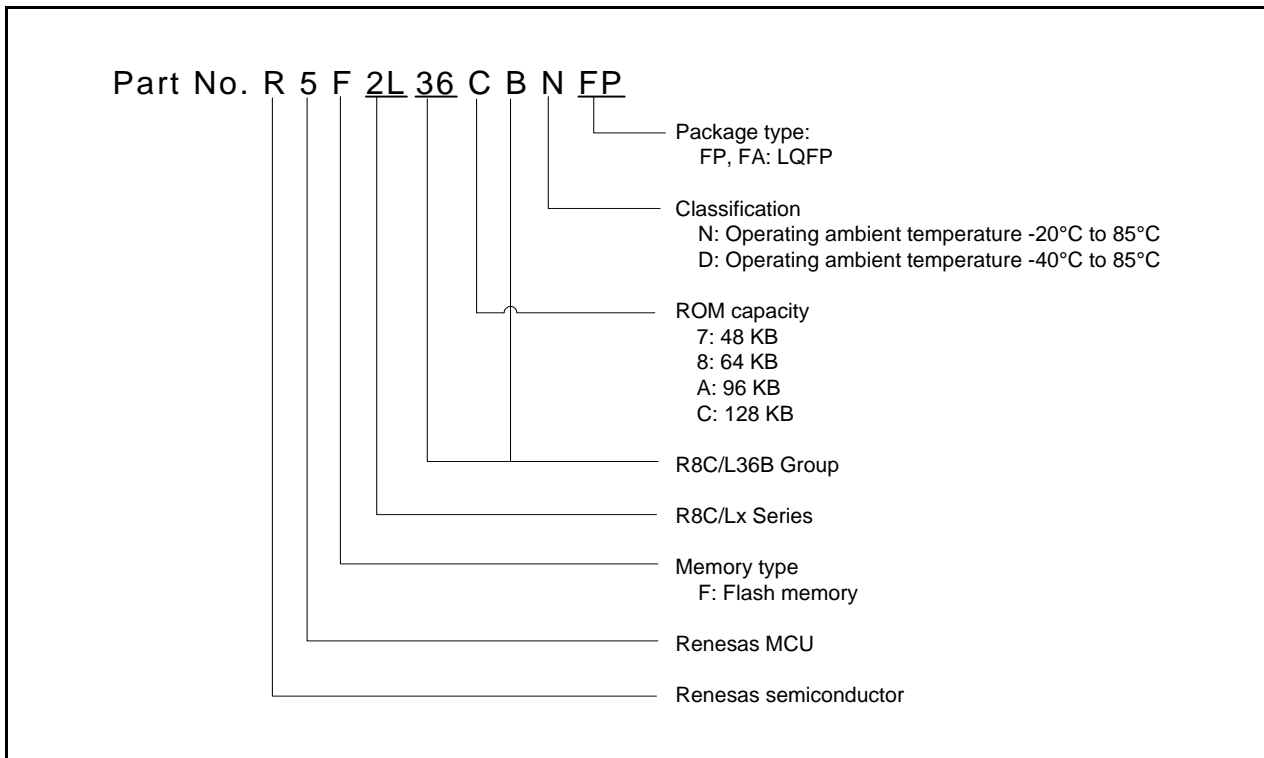 Part No. R 5 F 2L 36 C B N FP
Package type:
FP, FA: LQFP
Classification
N: Operating ambient temperature -20°C to 85°C
D: Operating ambient temperature -40°C to 85°C
ROM capacity
7: 48 KB
8: 64 KB
A: 96 KB
C: 128 KB
R8C/L36B Group
R8C/Lx Series
Memory type
F: Flash memory
Renesas MCU
Renesas semiconductor